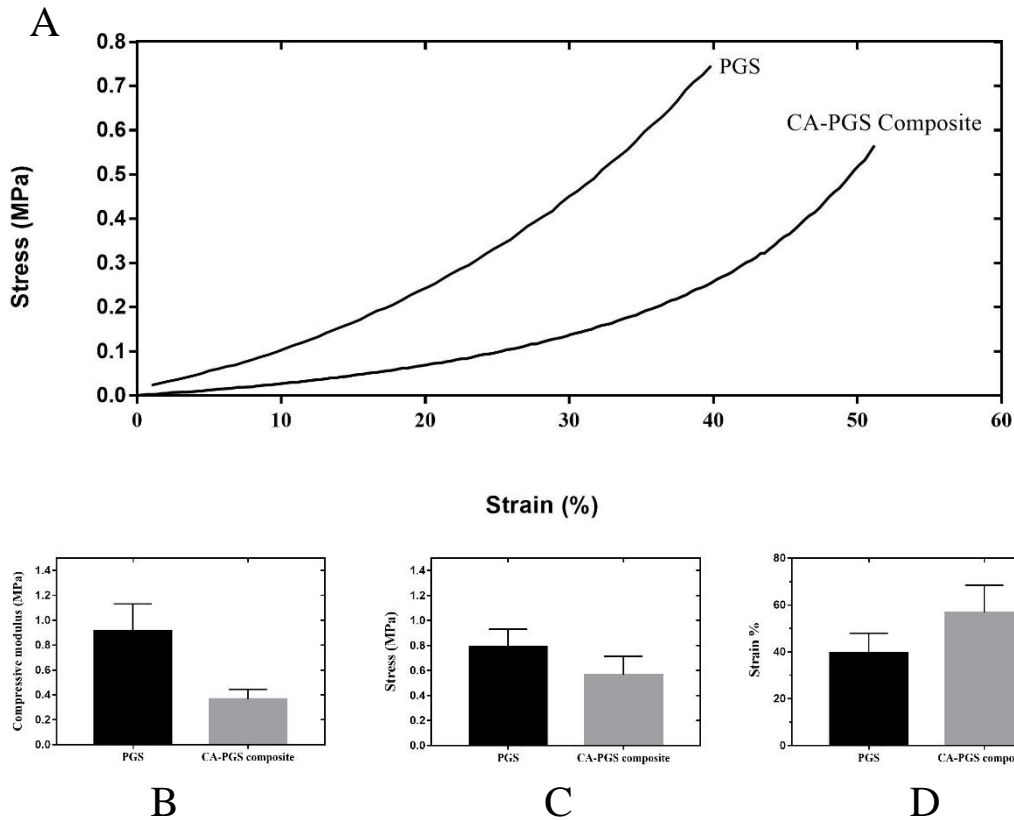 A
0.8
0.7
0.6
0.5
0.4
0.3
0.2
0.1
0.0
Stress (MPa)
PGS
CA-PGS Composite
0 10 20 30 40 50 60
Strain (%)
Compressive modulus (MPa)
1.4
1.2
1.0
0.8
0.6
0.4
0.2
0.0
PGS CA-PGS composite
B
Stress (MPa)
1.4
1.2
1.0
0.8
0.6
0.4
0.2
0.0
PGS CA-PGS composite
C
Strain %
80
60
40
20
0
PGS CA-PGS compo
D